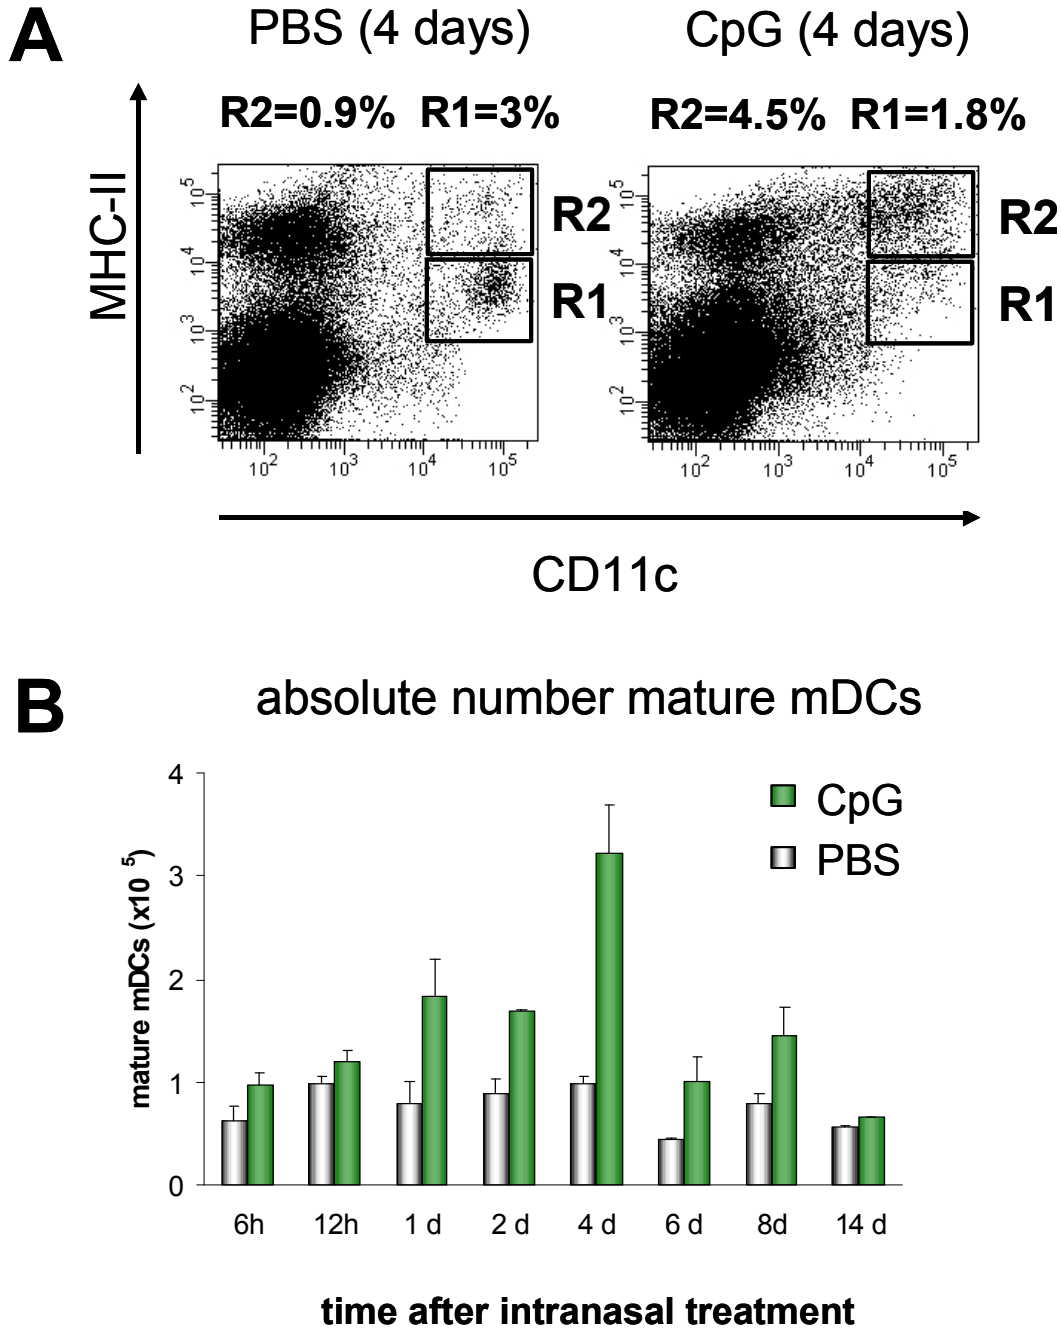 A
PBS (4 days) CpG (4 days)
R2=0.9% R1=3% R2=4.5% R1=1.8%
MHC-II
10^5
10^4
10^3
10^2
R2
R1
10^2 10^3 10^4 10^5
10^5
10^4
10^3
10^2
R2
R1
10^2 10^3 10^4 10^5
CD11c
B
absolute number mature mDCs
mature mDCs (x10 ^5)
4
3
2
1
0
CpG
PBS
6h 12h 1 d 2 d 4 d 6 d 8d 14 d
time after intranasal treatment